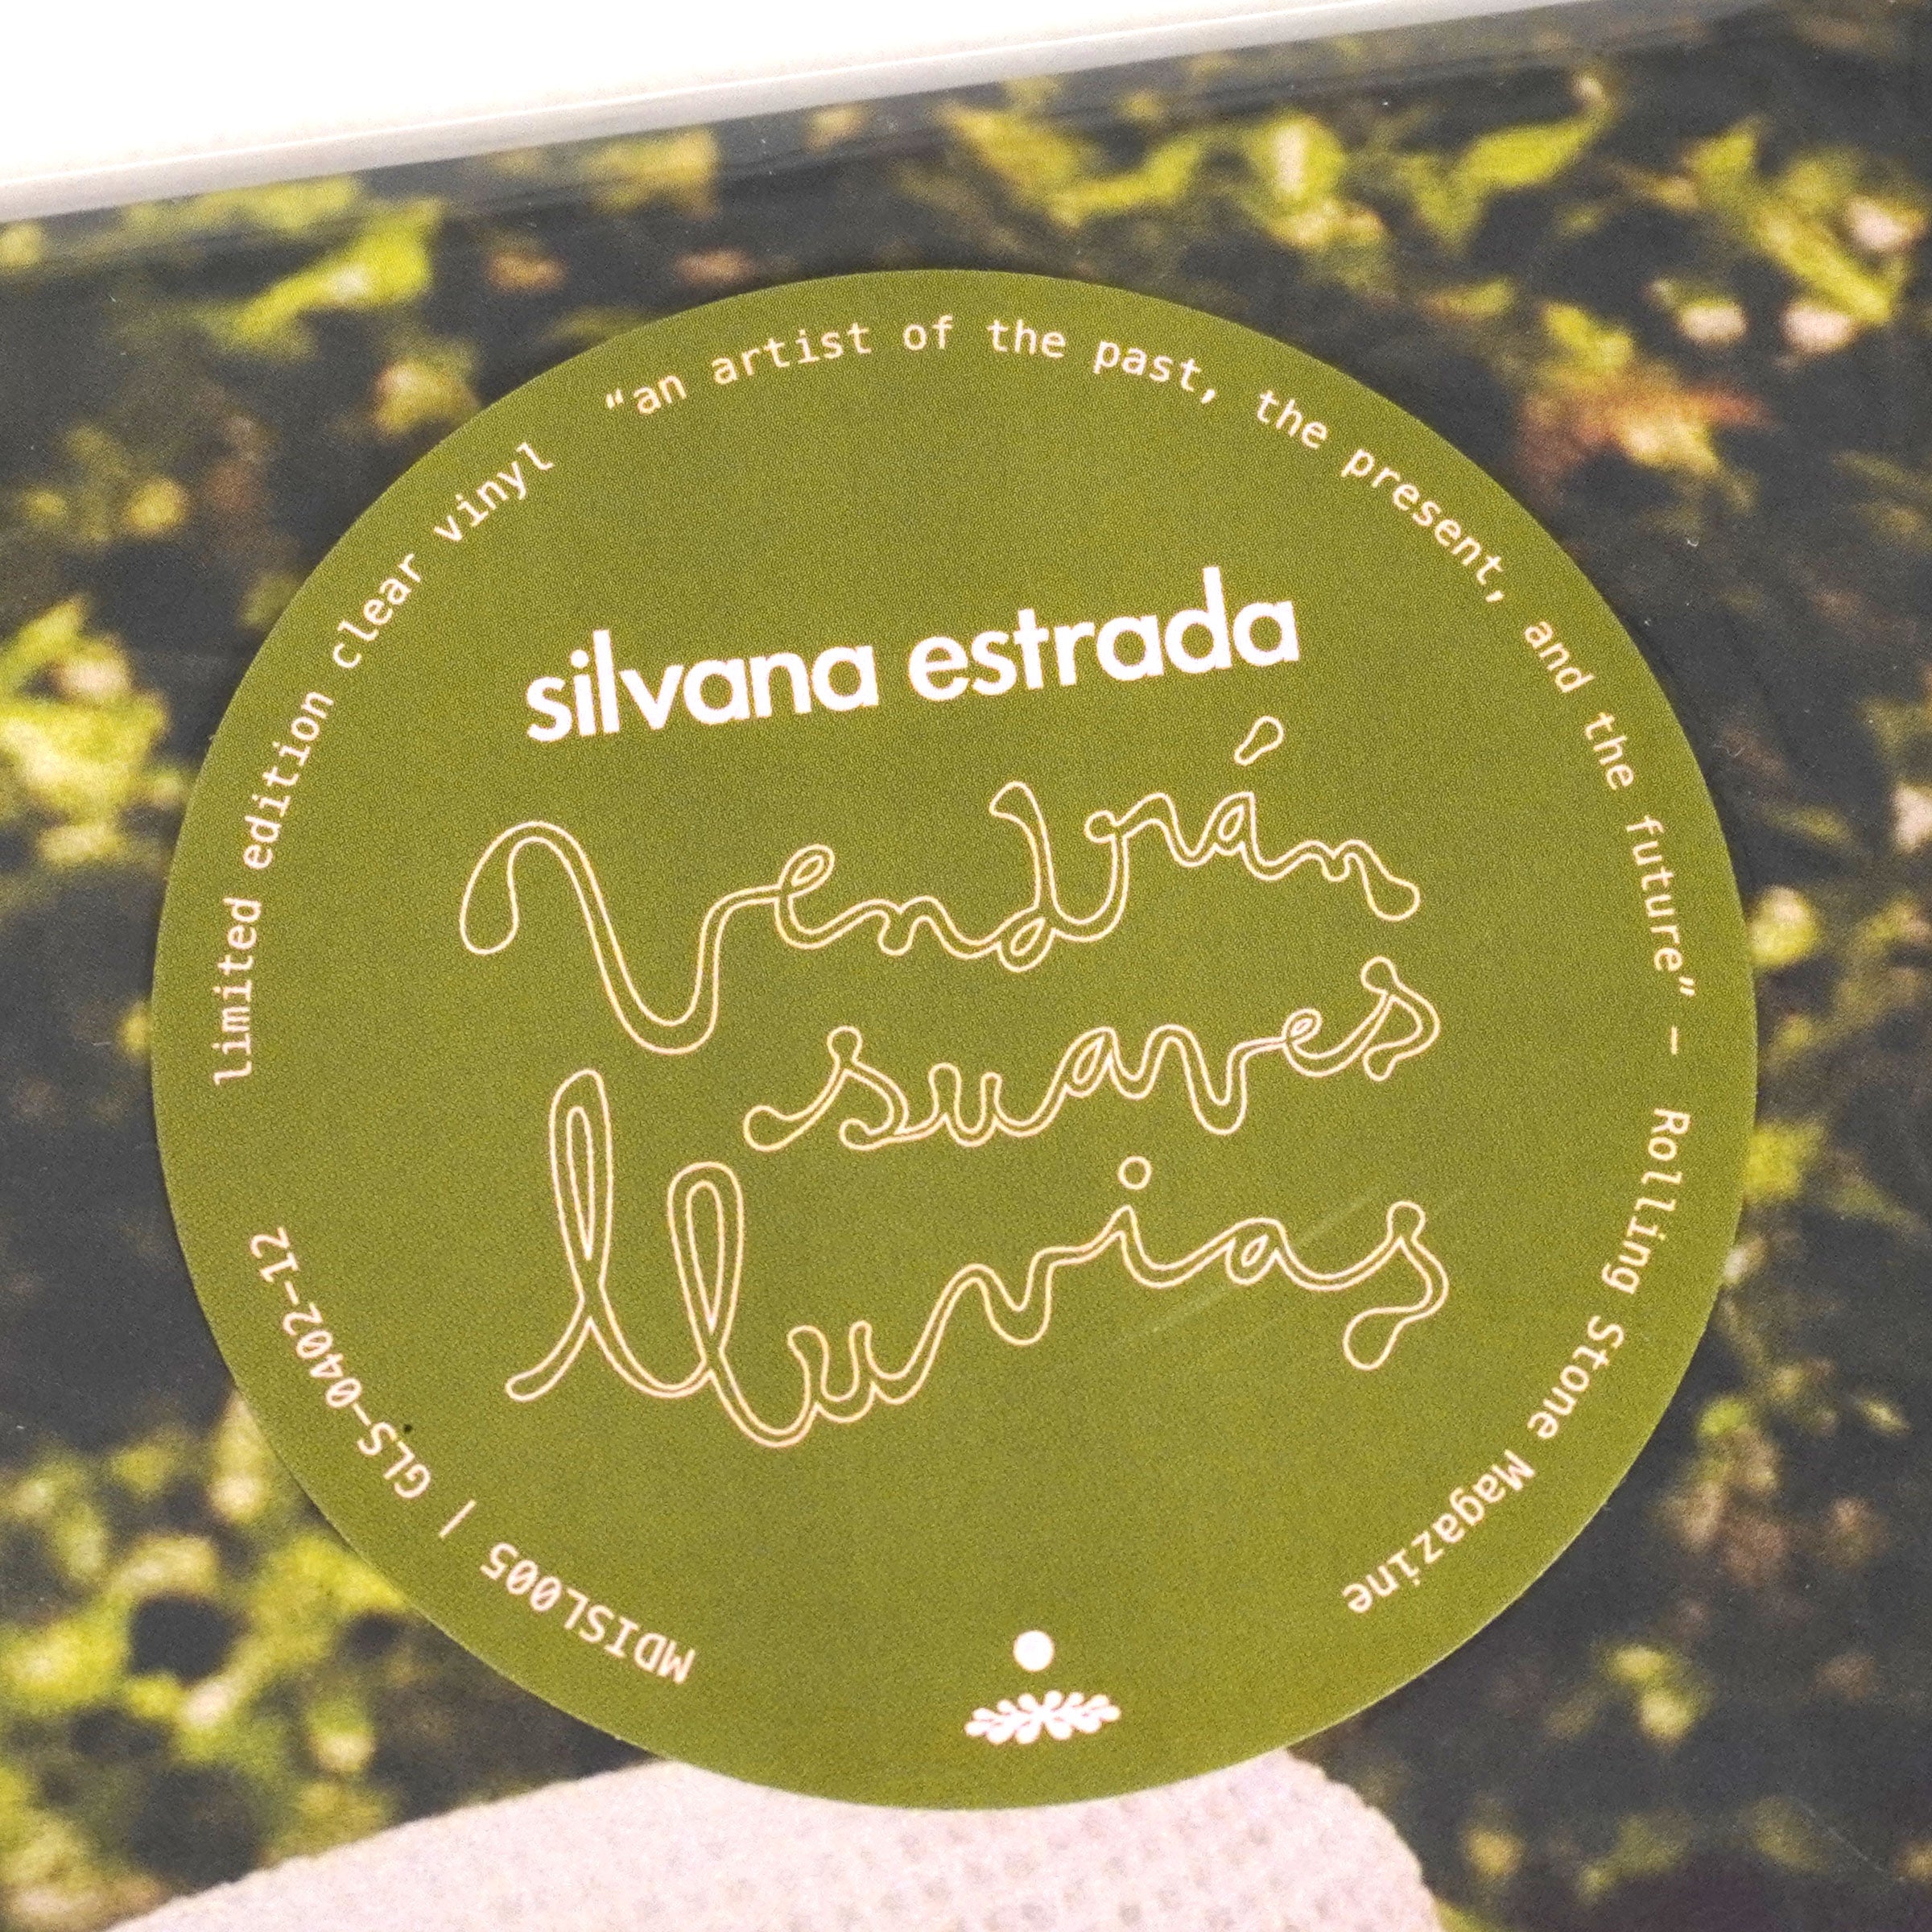 limited edition clear vinyl
“an artist of the past, the present, and the future” – Rolling Stone Magazine
silvana estrada
Vendrán
suaves
lluvias
MDISL005 | GLS-0402-12